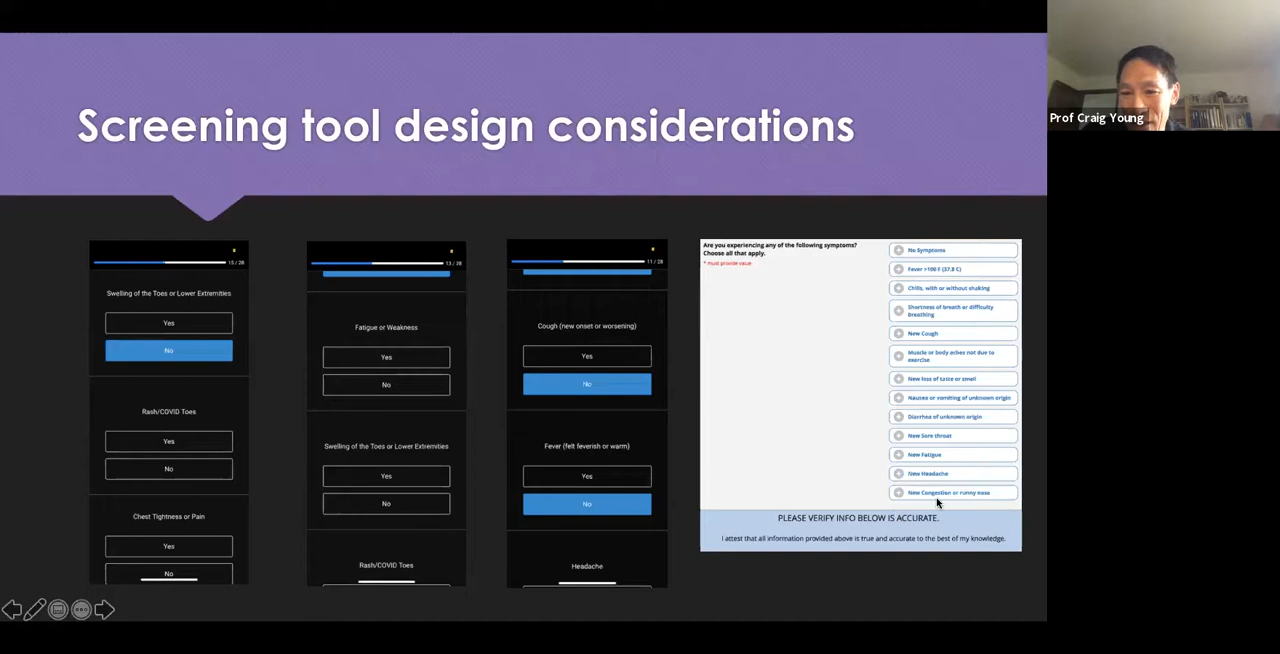 Screening tool design considerations
Prof Craig Young
15 / 28
Swelling of the Toes or Lower Extremities
Yes
No
Rash/COVID Toes
Yes
No
Chest Tightness or Pain
Yes
No
13 / 28
Fatigue or Weakness
Yes
No
Swelling of the Toes or Lower Extremities
Yes
No
Rash/COVID Toes
11 / 28
Cough (new onset or worsening)
Yes
No
Fever (felt feverish or warm)
Yes
No
Headache
Are you experiencing any of the following symptoms?
Choose all that apply.
* must provide value
No Symptoms
Fever >100 F (37.8 C)
Chills, with or without shaking
Shortness of breath or difficulty
breathing
New Cough
Muscle or body aches not due to
exercise
New loss of taste or smell
Nausea or vomiting of unknown origin
Diarrhea of unknown origin
New Sore throat
New Fatigue
New Headache
New Congestion or runny nose
PLEASE VERIFY INFO BELOW IS ACCURATE.
I attest that all information provided above is true and accurate to the best of my knowledge.